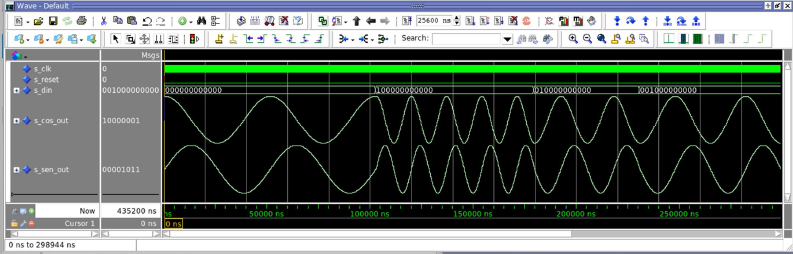 Wave - Default
25600 ns
Search:
Msgs
s_clk 0
s_reset 0
s_din 001000000000 000000000000 100000000000 010000000000 001000000000
s_cos_out 10000001
s_sen_out 00001011
Now 435200 ns ns 50000 ns 100000 ns 150000 ns 200000 ns 250000 ns
Cursor 1 0 ns 0 ns
0 ns to 298944 ns